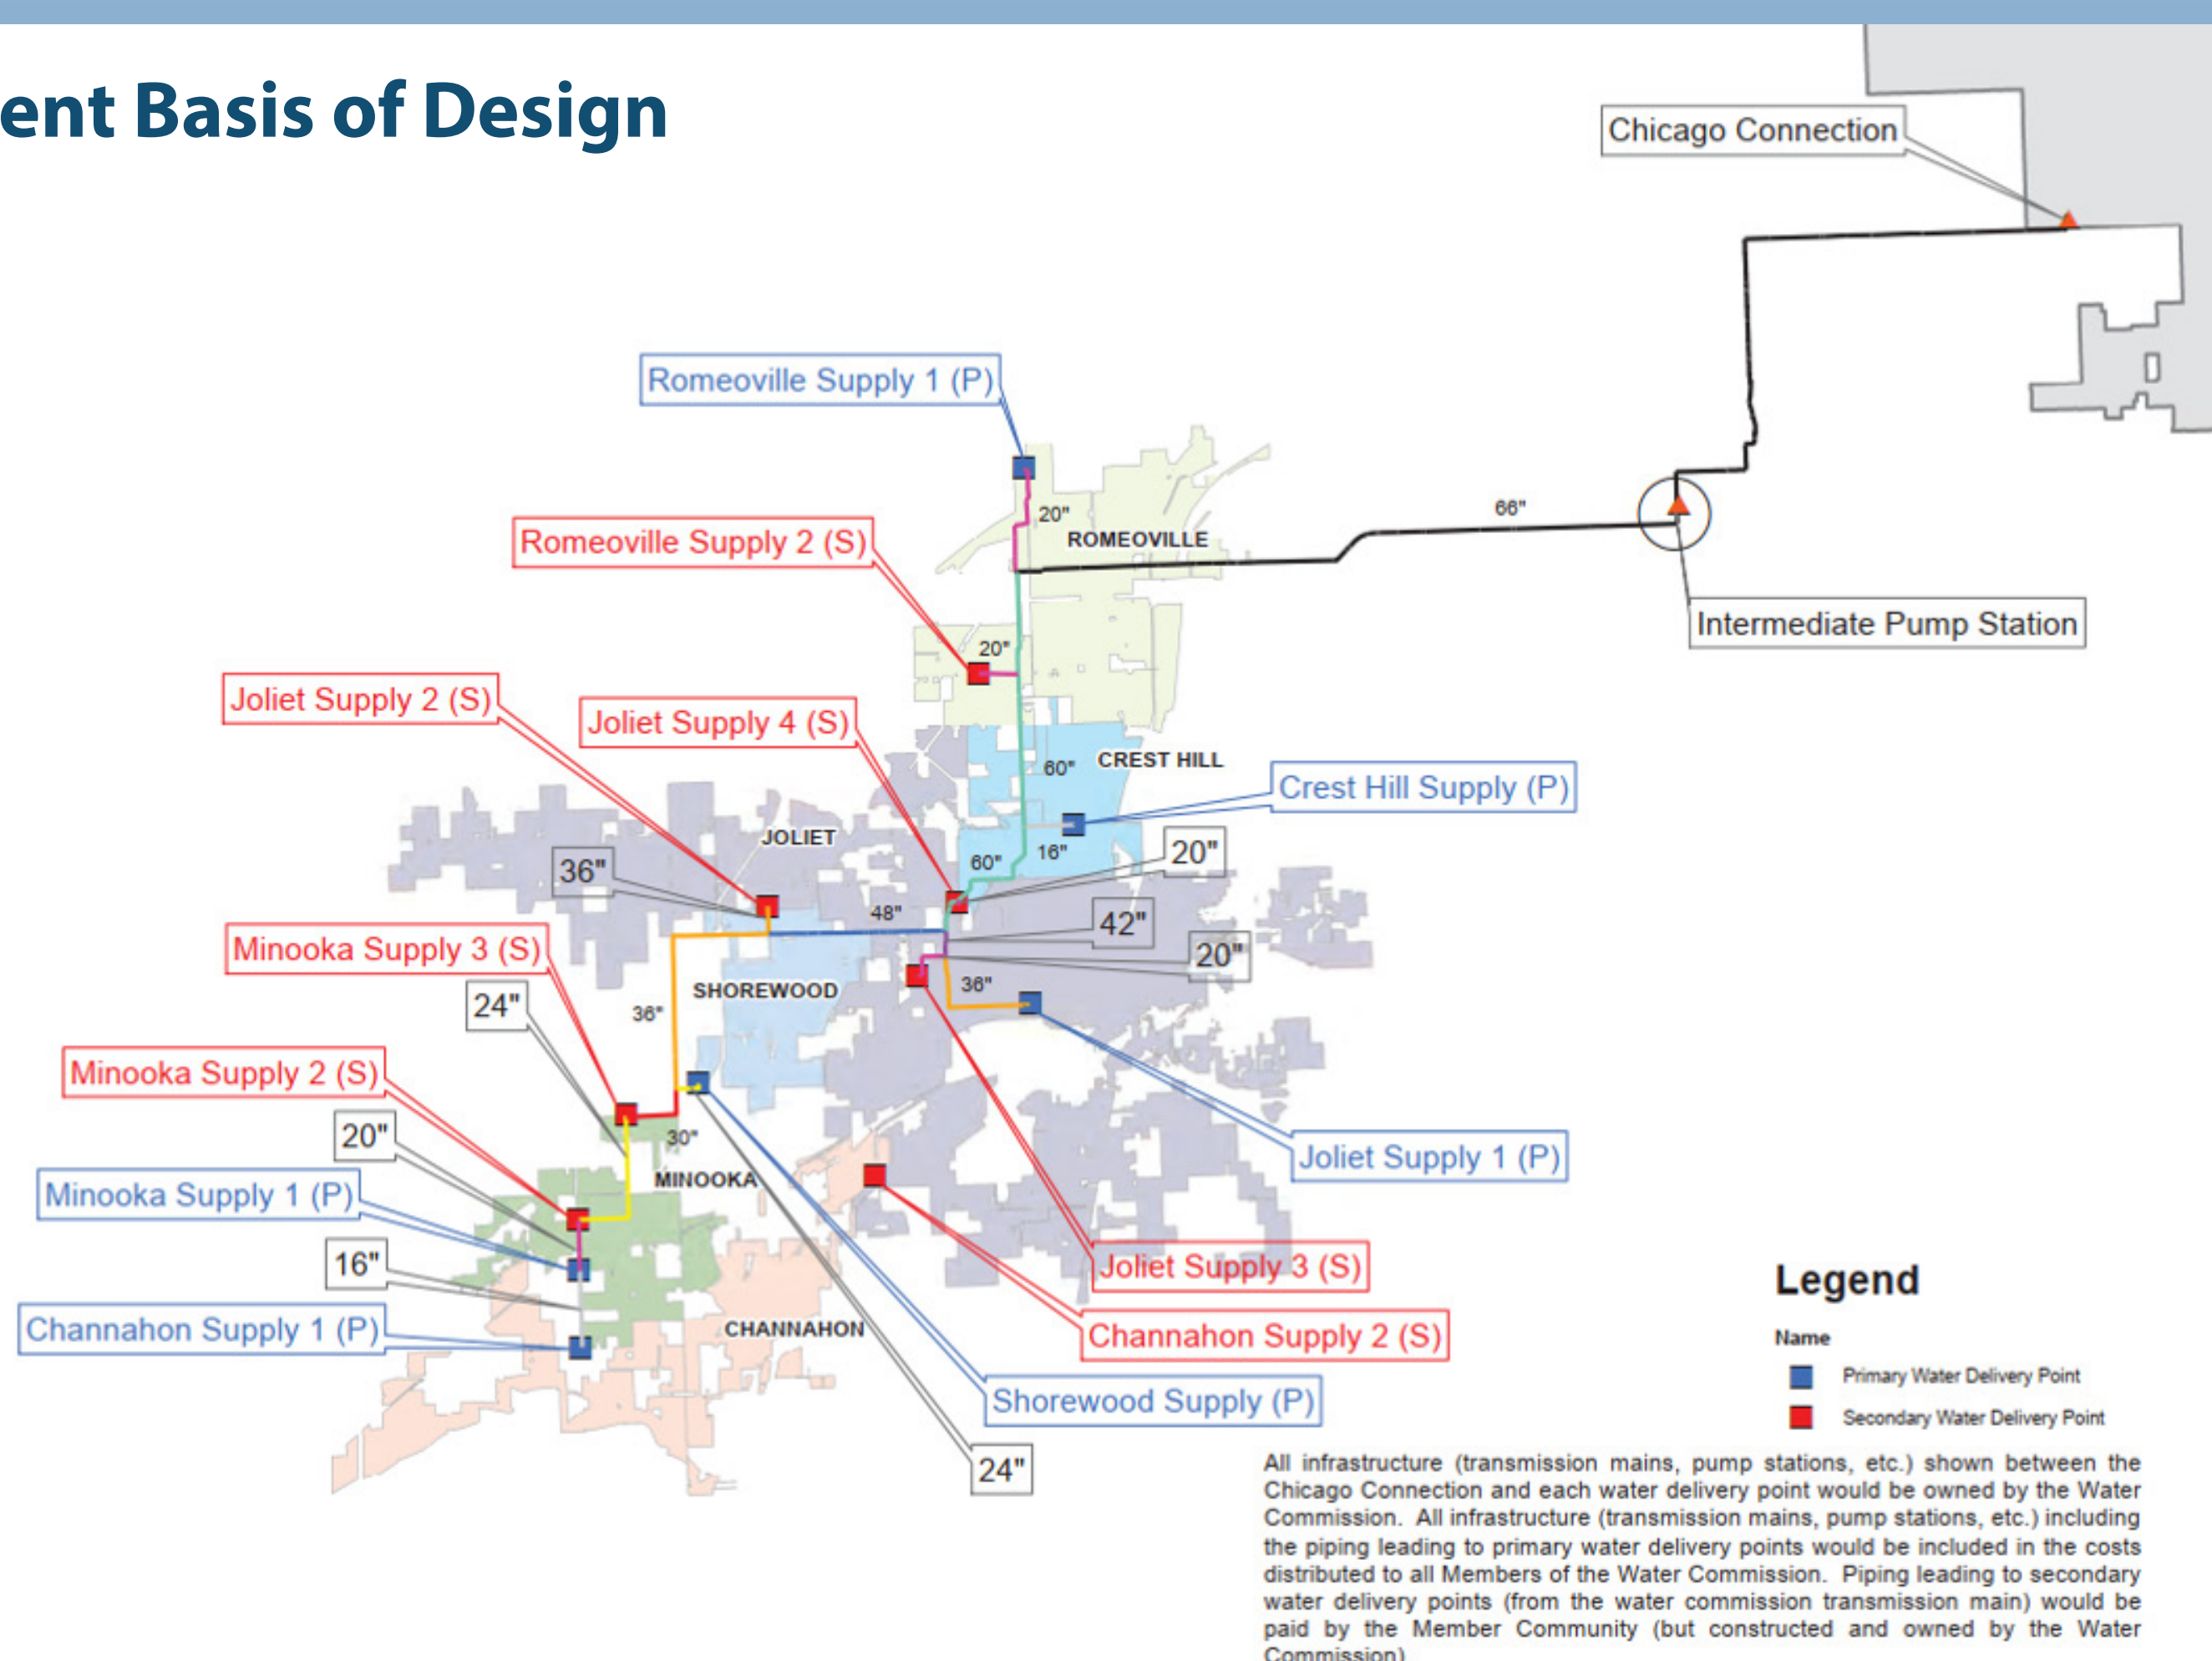 ent Basis of Design
Chicago Connection
Romeoville Supply 1 (P)
20"
66"
Romeoville Supply 2 (S)
ROMEOVILLE
Intermediate Pump Station
20"
Joliet Supply 2 (S)
Joliet Supply 4 (S)
60"
CREST HILL
Crest Hill Supply (P)
JOLIET
36"
60"
16"
20"
48"
42"
Minooka Supply 3 (S)
20"
SHOREWOOD
36"
24"
36"
Minooka Supply 2 (S)
20"
30"
Joliet Supply 1 (P)
MINOOKA
Minooka Supply 1 (P)
16"
Joliet Supply 3 (S)
Channahon Supply 1 (P)
CHANNAHON
Channahon Supply 2 (S)
Shorewood Supply (P)
24"
Legend
Name
Primary Water Delivery Point
Secondary Water Delivery Point
All infrastructure (transmission mains, pump stations, etc.) shown between the
Chicago Connection and each water delivery point would be owned by the Water
Commission. All infrastructure (transmission mains, pump stations, etc.) including
the piping leading to primary water delivery points would be included in the costs
distributed to all Members of the Water Commission. Piping leading to secondary
water delivery points (from the water commission transmission main) would be
paid by the Member Community (but constructed and owned by the Water
Commission)